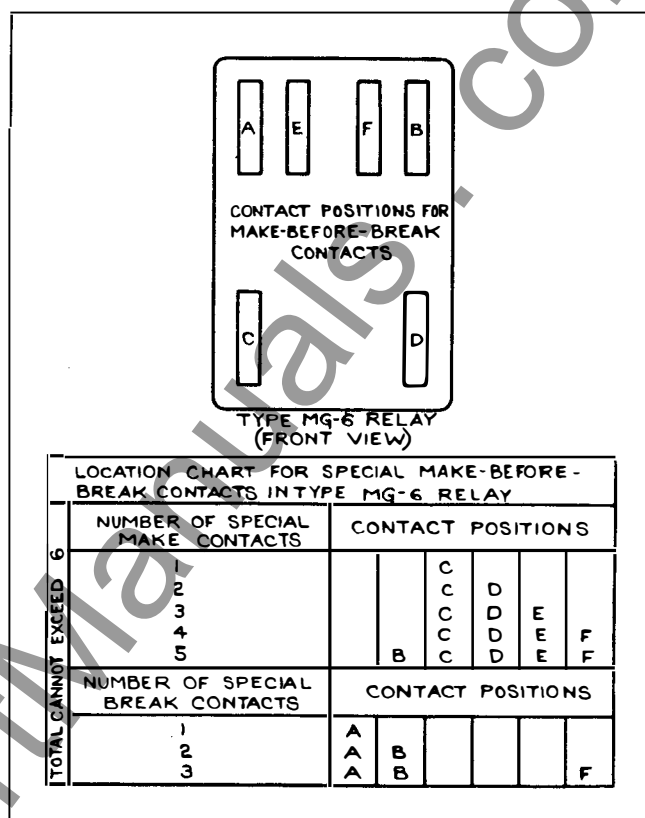 A E F B
CONTACT POSITIONS FOR
MAKE-BEFORE-BREAK
CONTACTS
C D
TYPE MG-6 RELAY
(FRONT VIEW)
LOCATION CHART FOR SPECIAL MAKE-BEFORE-
BREAK CONTACTS IN TYPE MG-6 RELAY
TOTAL CANNOT EXCEED 6
NUMBER OF SPECIAL MAKE CONTACTS CONTACT POSITIONS
1 C
2 C D
3 C D E
4 C D E F
5 B C D E F
NUMBER OF SPECIAL BREAK CONTACTS CONTACT POSITIONS
1 A
2 A B
3 A B F